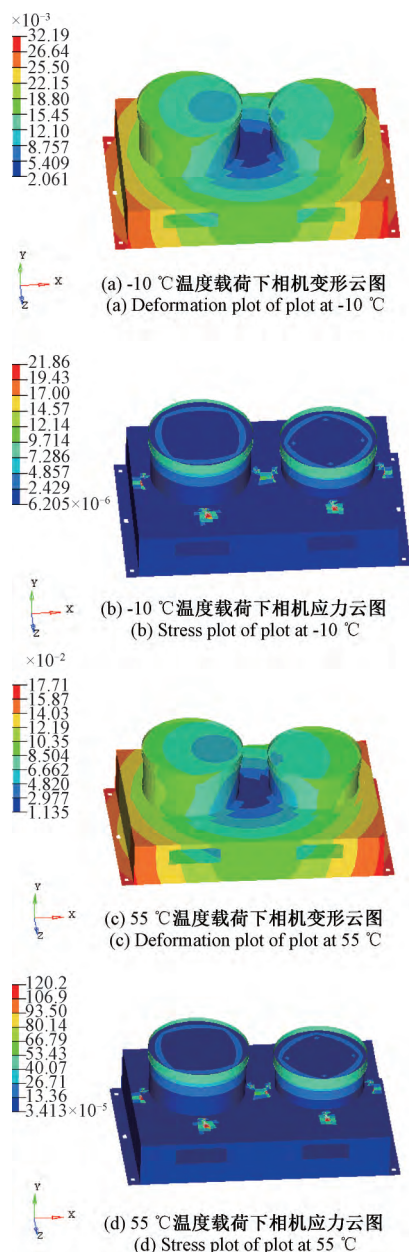 ×10⁻³
32.19
26.64
25.50
22.15
18.80
15.45
12.10
8.757
5.409
2.061
Y
X
Z
(a) -10 ℃温度载荷下相机变形云图
(a) Deformation plot of plot at -10 ℃
21.86
19.43
17.00
14.57
12.14
9.714
7.286
4.857
2.429
6.205×10⁻⁶
Y
X
Z
(b) -10 ℃温度载荷下相机应力云图
(b) Stress plot of plot at -10 ℃
×10⁻²
17.71
15.87
14.03
12.19
10.35
8.504
6.662
4.820
2.977
1.135
Y
X
Z
(c) 55 ℃温度载荷下相机变形云图
(c) Deformation plot of plot at 55 ℃
120.2
106.9
93.50
80.14
66.79
53.43
40.07
26.71
13.36
3.413×10⁻⁵
Y
X
Z
(d) 55 ℃温度载荷下相机应力云图
(d) Stress plot of plot at 55 ℃